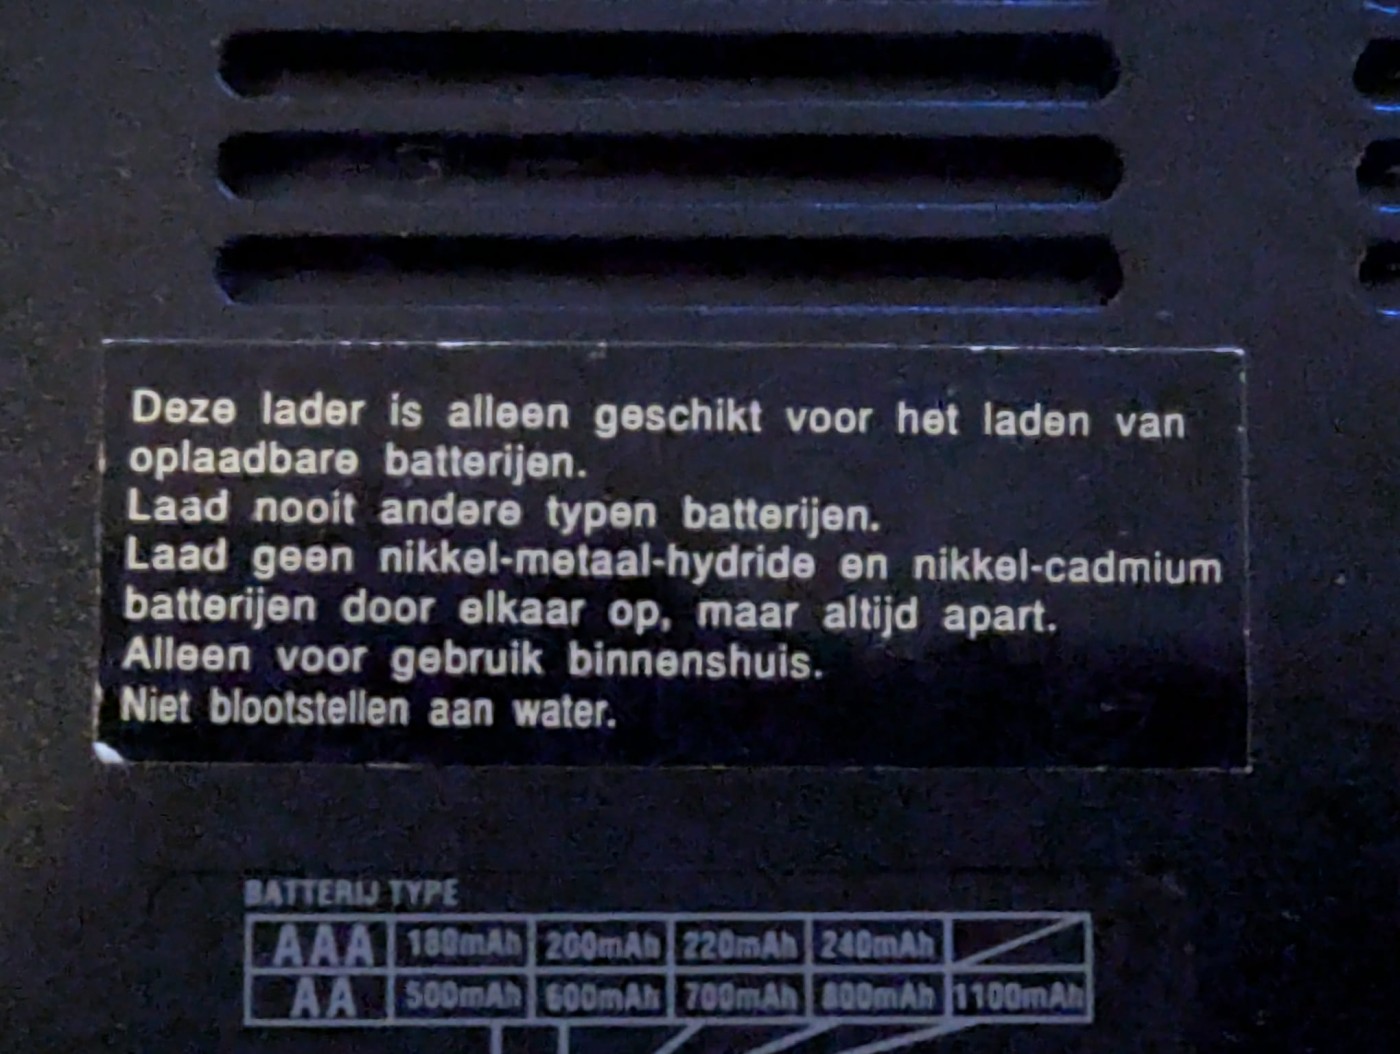 Deze lader is alleen geschikt voor het laden van
oplaadbare batterijen.
Laad nooit andere typen batterijen.
Laad geen nikkel-metaal-hydride en nikkel-cadmium
batterijen door elkaar op, maar altijd apart.
Alleen voor gebruik binnenshuis.
Niet blootstellen aan water.
BATTERIJ TYPE
AAA 180mAh 200mAh 220mAh 240mAh
AA 500mAh 600mAh 700mAh 800mAh 1100mAh